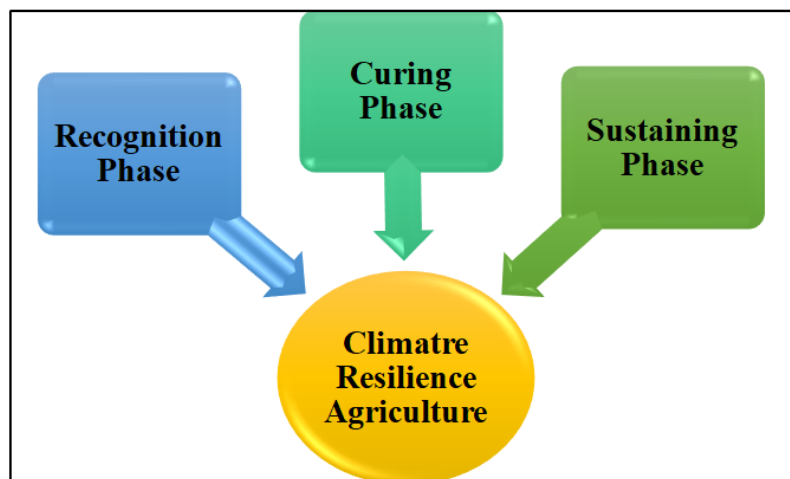 Recognition
Phase
Curing
Phase
Sustaining
Phase
Climatre
Resilience
Agriculture